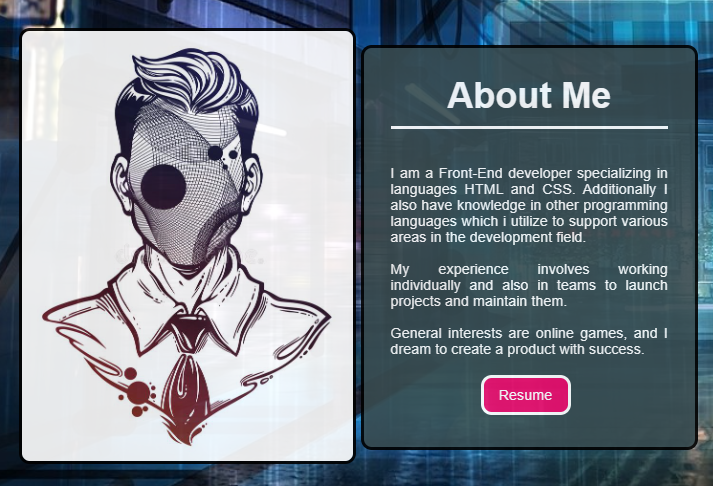 About Me
I am a Front-End developer specializing in
languages HTML and CSS. Additionally I
also have knowledge in other programming
languages which i utilize to support various
areas in the development field.
My experience involves working
individually and also in teams to launch
projects and maintain them.
General interests are online games, and I
dream to create a product with success.
Resume